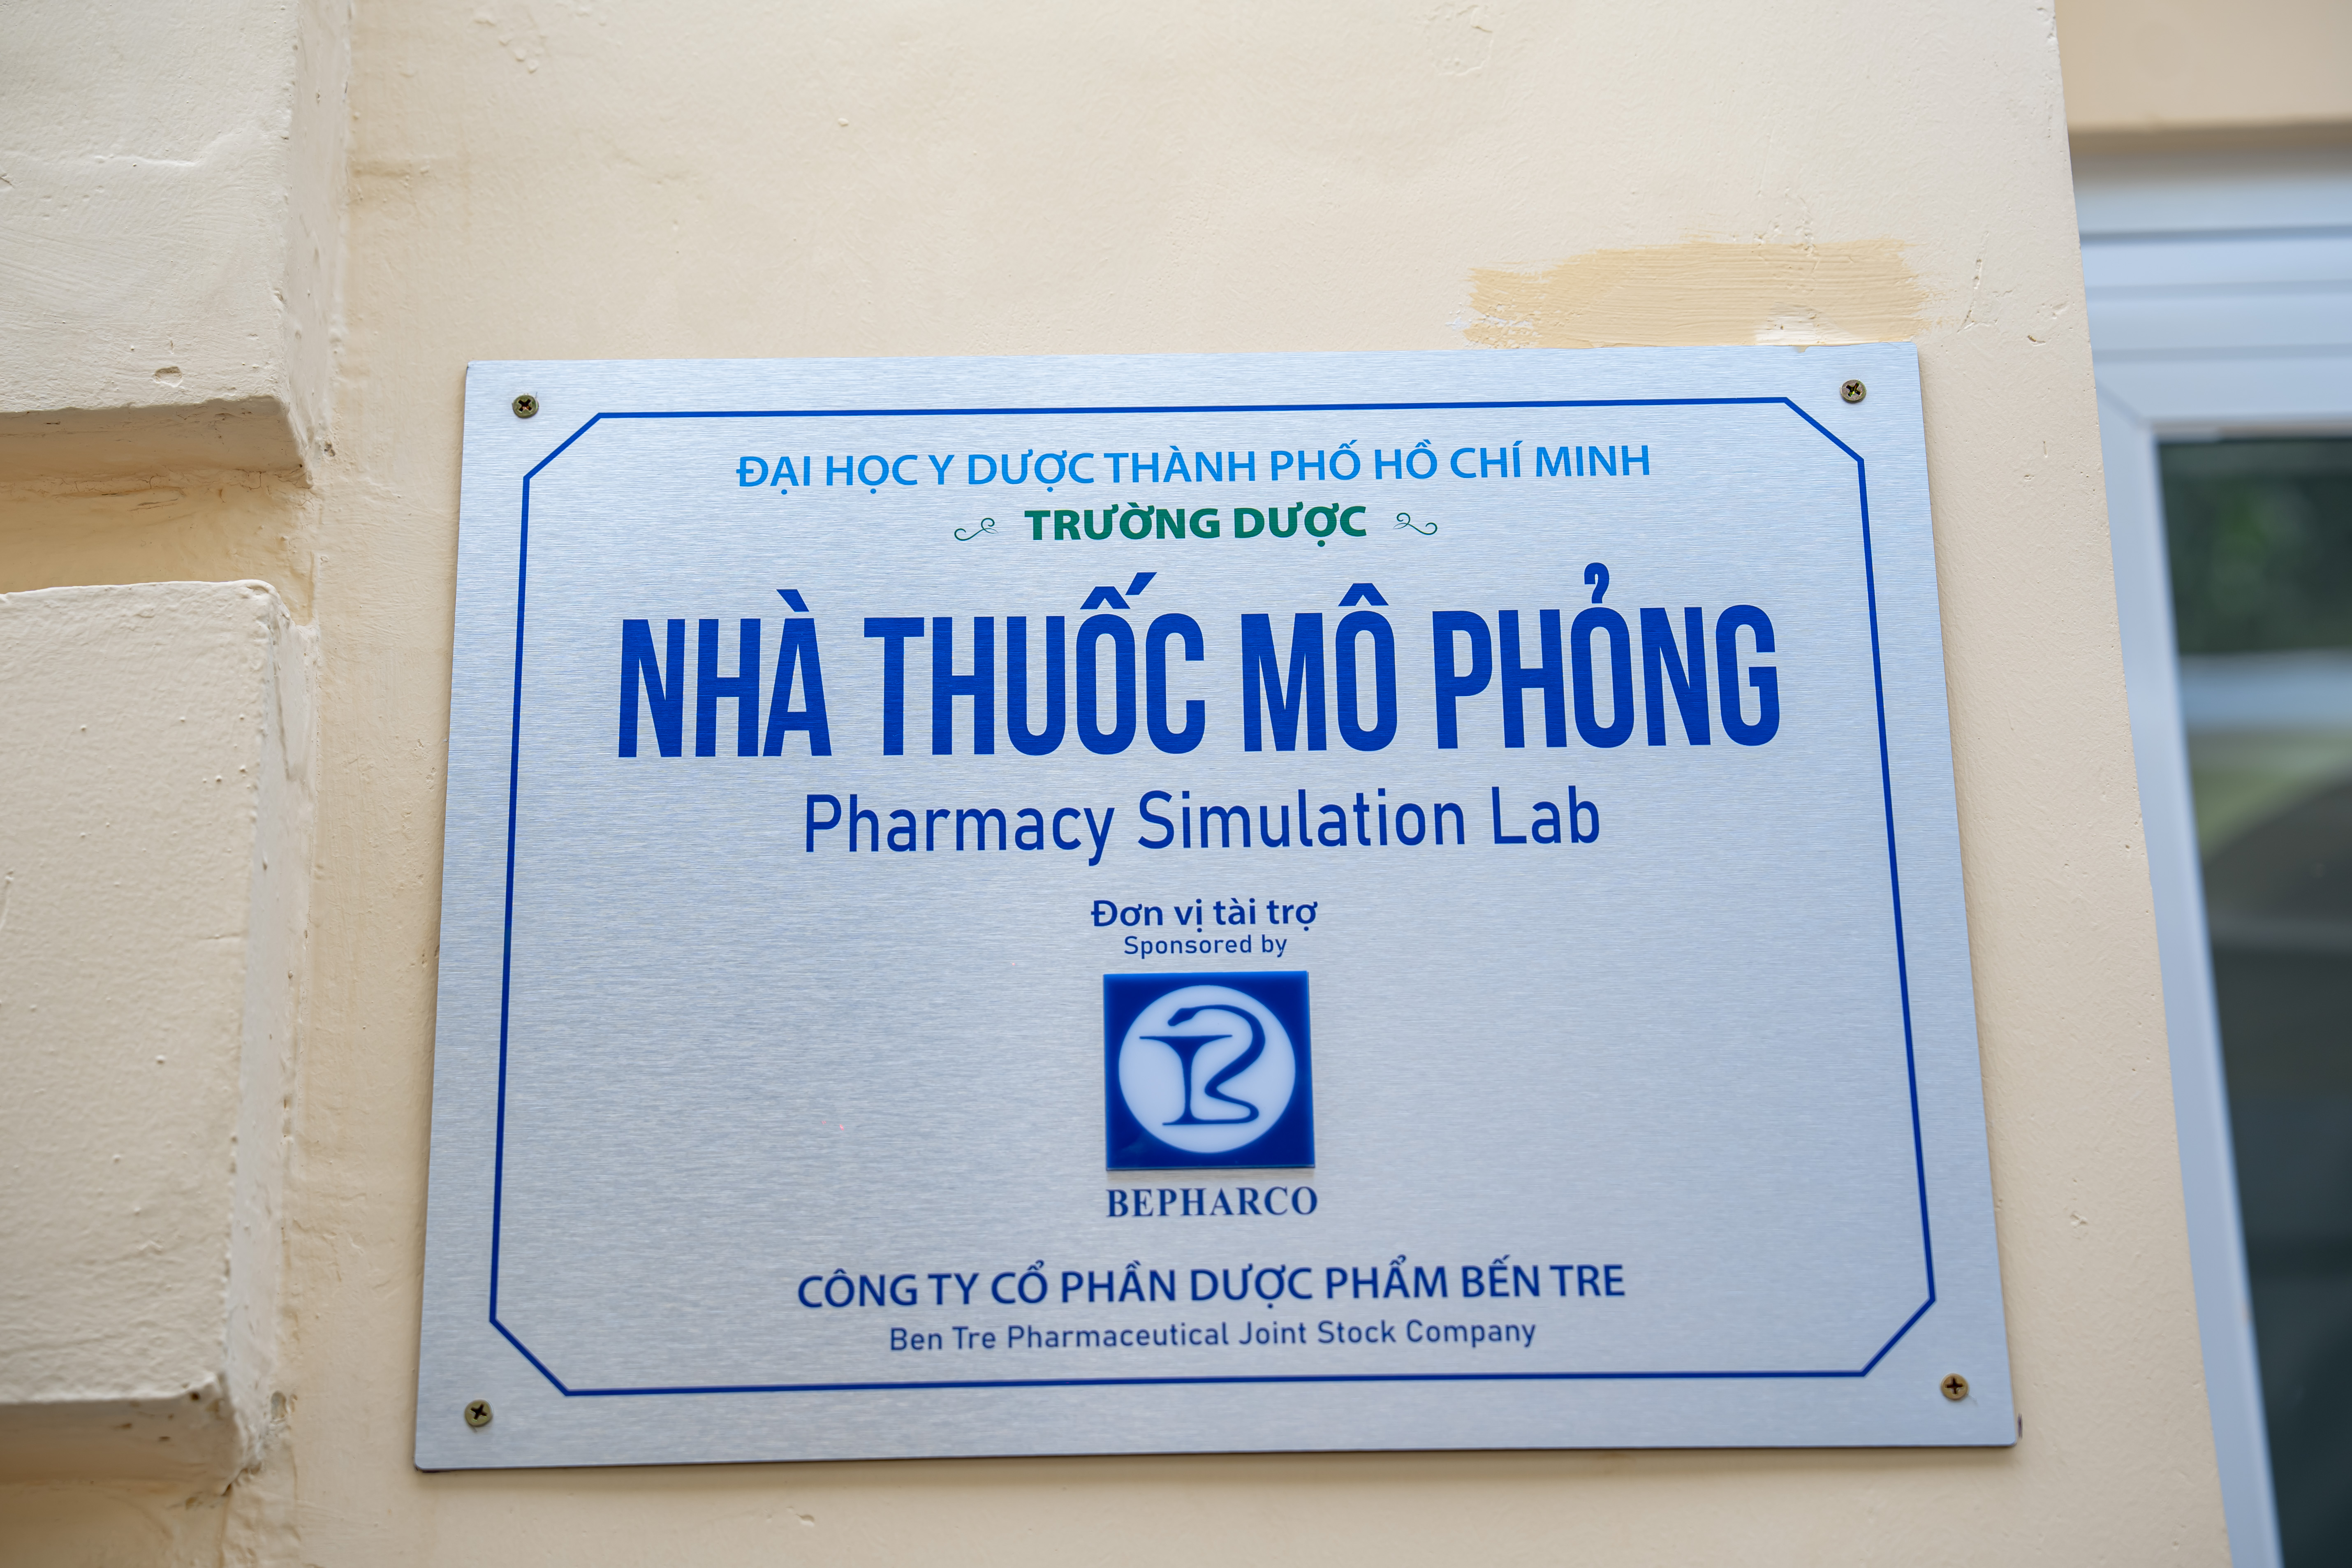 ĐẠI HỌC Y DƯỢC THÀNH PHỐ HỒ CHÍ MINH
TRƯỜNG DƯỢC
NHÀ THUỐC MÔ PHỎNG
Pharmacy Simulation Lab
Đơn vị tài trợ
Sponsored by
BEPHARCO
CÔNG TY CỔ PHẦN DƯỢC PHẨM BẾN TRE
Ben Tre Pharmaceutical Joint Stock Company